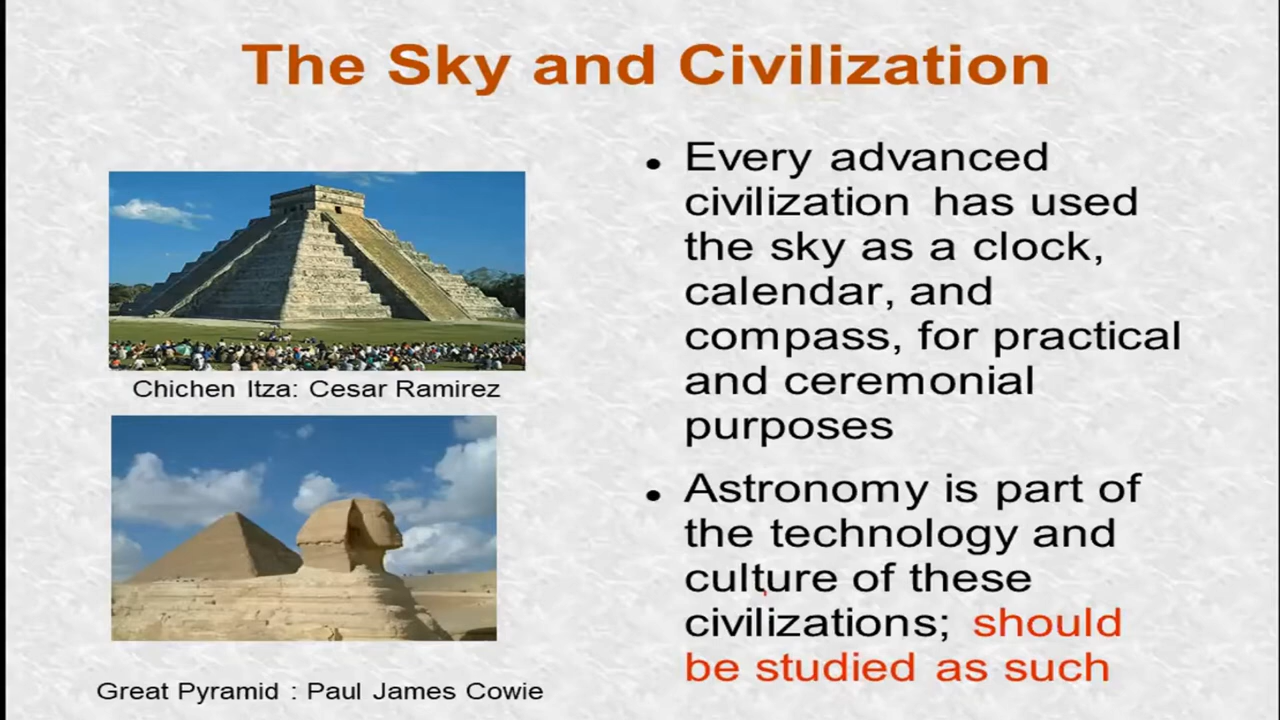 The Sky and Civilization
Chichen Itza: Cesar Ramirez
Great Pyramid : Paul James Cowie
• Every advanced
civilization has used
the sky as a clock,
calendar, and
compass, for practical
and ceremonial
purposes
• Astronomy is part of
the technology and
culture of these
civilizations; should
be studied as such